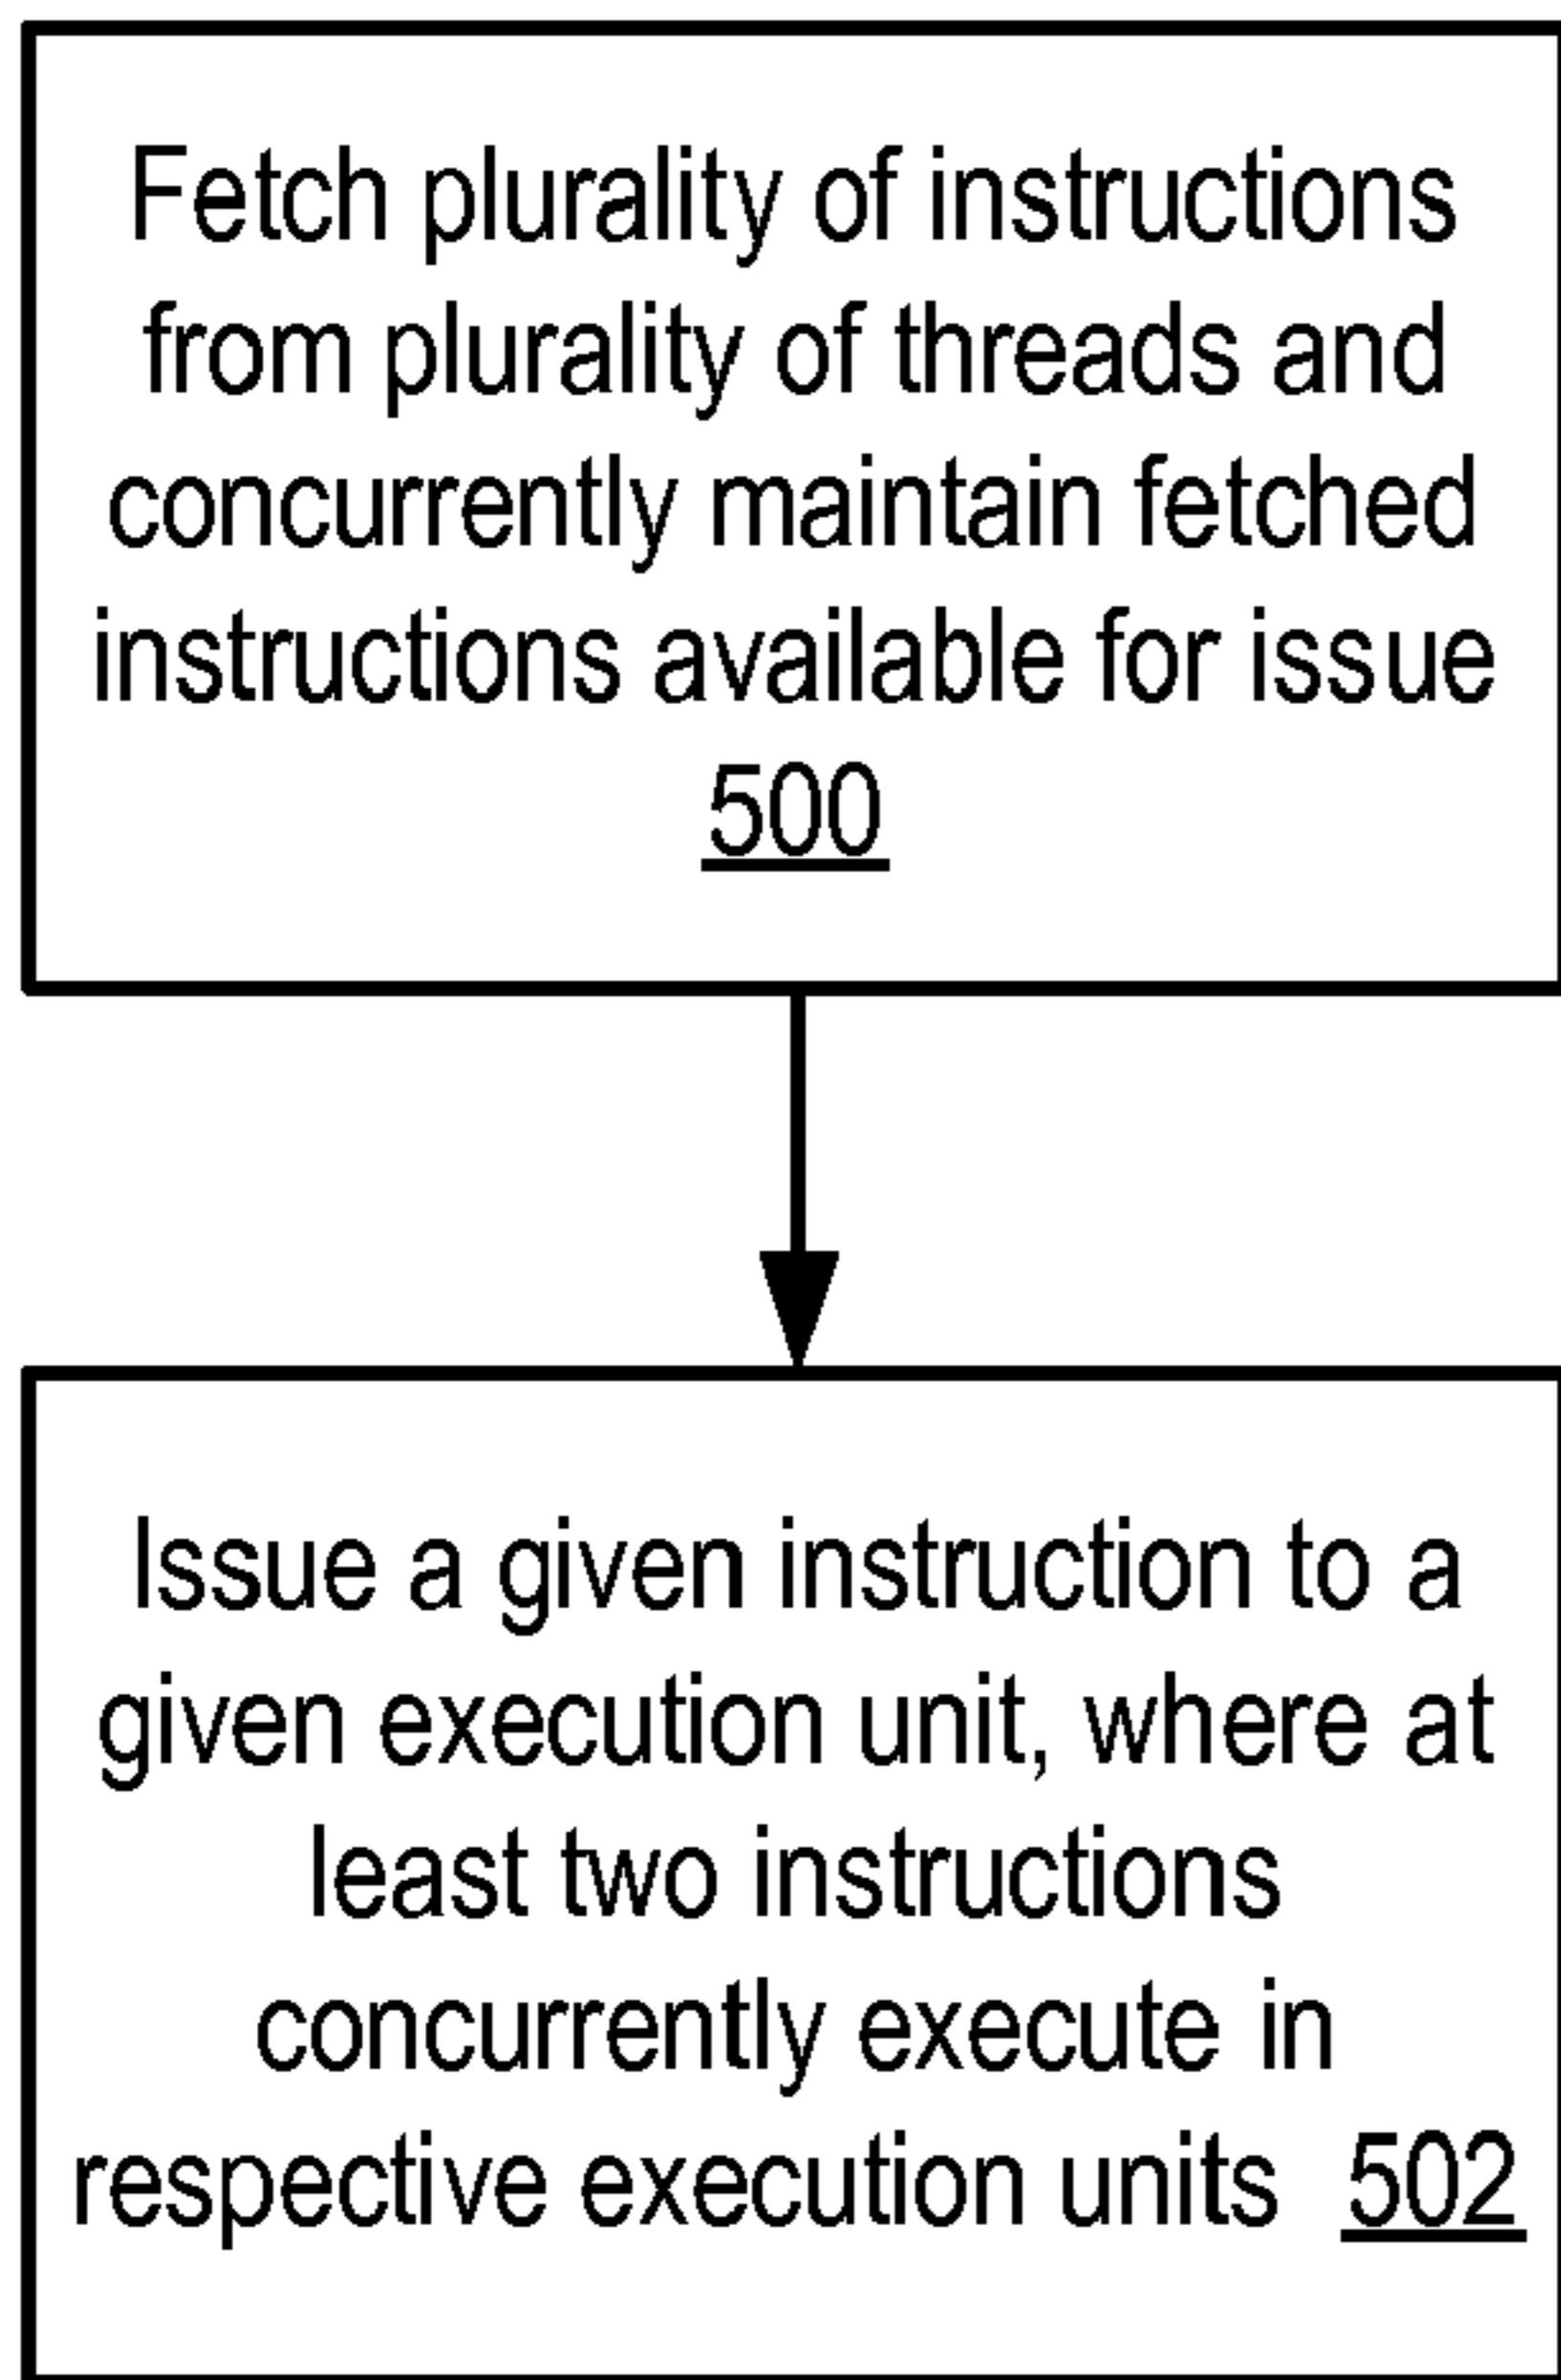 Fetch plurality of instructions
from plurality of threads and
concurrently maintain fetched
instructions available for issue
500
Issue a given instruction to a
given execution unit, where at
least two instructions
concurrently execute in
respective execution units 502